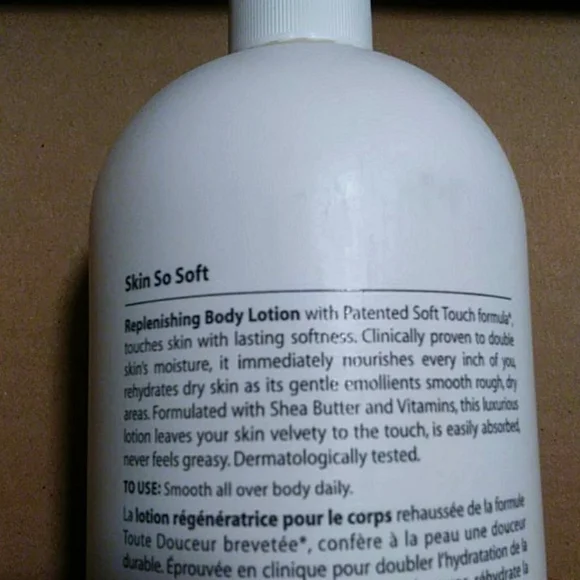 Skin So Soft
Replenishing Body Lotion with Patented Soft Touch formula*,
touches skin with lasting softness. Clinically proven to double
skin's moisture, it immediately nourishes every inch of you,
rehydrates dry skin as its gentle emollients smooth rough, dry
areas. Formulated with Shea Butter and Vitamins, this luxurious
lotion leaves your skin velvety to the touch, is easily absorbed,
never feels greasy. Dermatologically tested.
TO USE: Smooth all over body daily.
La lotion régénératrice pour le corps rehaussée de la formule
Toute Douceur brevetée*, confère à la peau une douceur
durable. Éprouvée en clinique pour doubler l'hydratation de la
réhydrate la